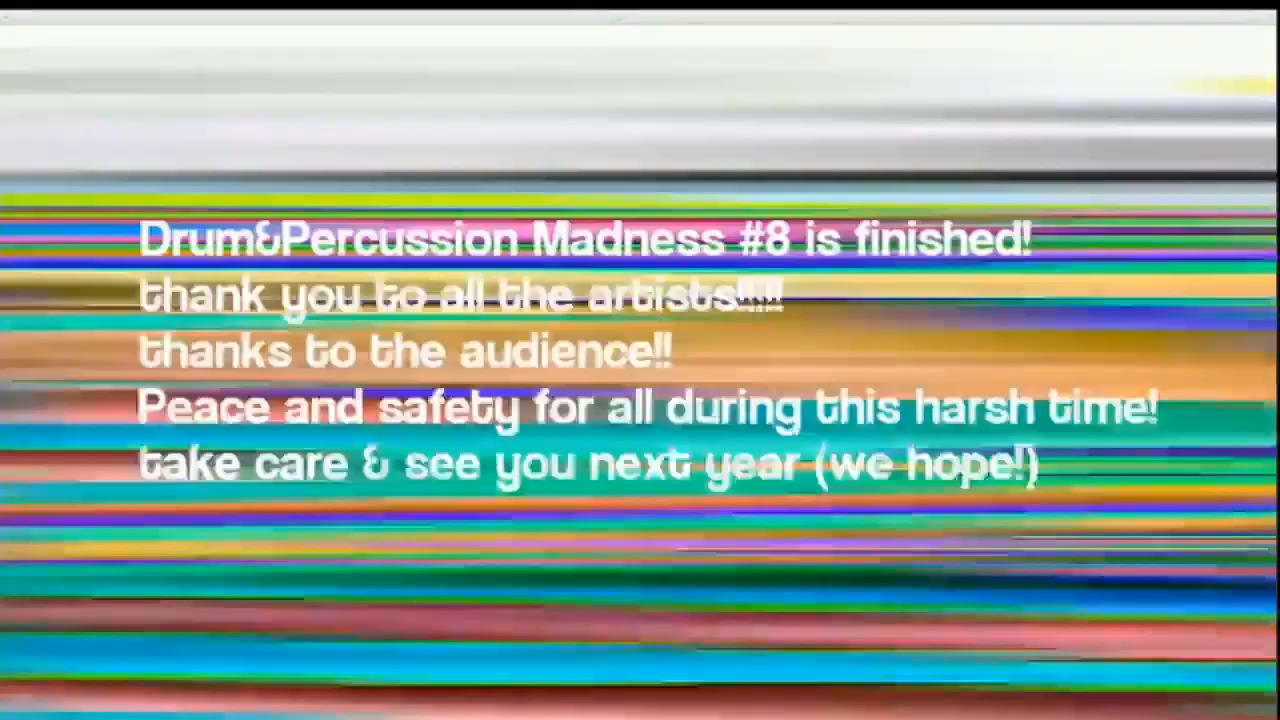 Drum&Percussion Madness #8 is finished!
thank you to all the artists!!!!!
thanks to the audience!!
Peace and safety for all during this harsh time!
take care & see you next year (we hope!)